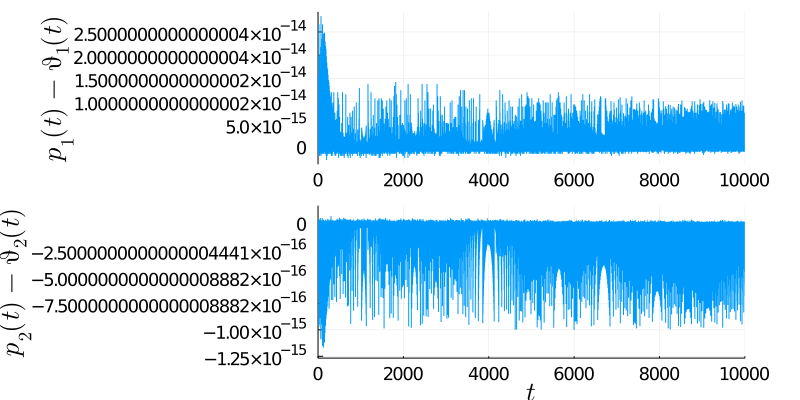 p₁(t) − ϑ₁(t)
2.5000000000000004×10⁻¹⁴
2.0000000000000004×10⁻¹⁴
1.5000000000000002×10⁻¹⁴
1.0000000000000002×10⁻¹⁴
5.0×10⁻¹⁵
0
0 2000 4000 6000 8000 10000
p₂(t) − ϑ₂(t)
0
−2.5000000000000004441×10⁻¹⁶
−5.0000000000000008882×10⁻¹⁶
−7.5000000000000008882×10⁻¹⁶
−1.00×10⁻¹⁵
−1.25×10⁻¹⁵
0 2000 4000 6000 8000 10000
t